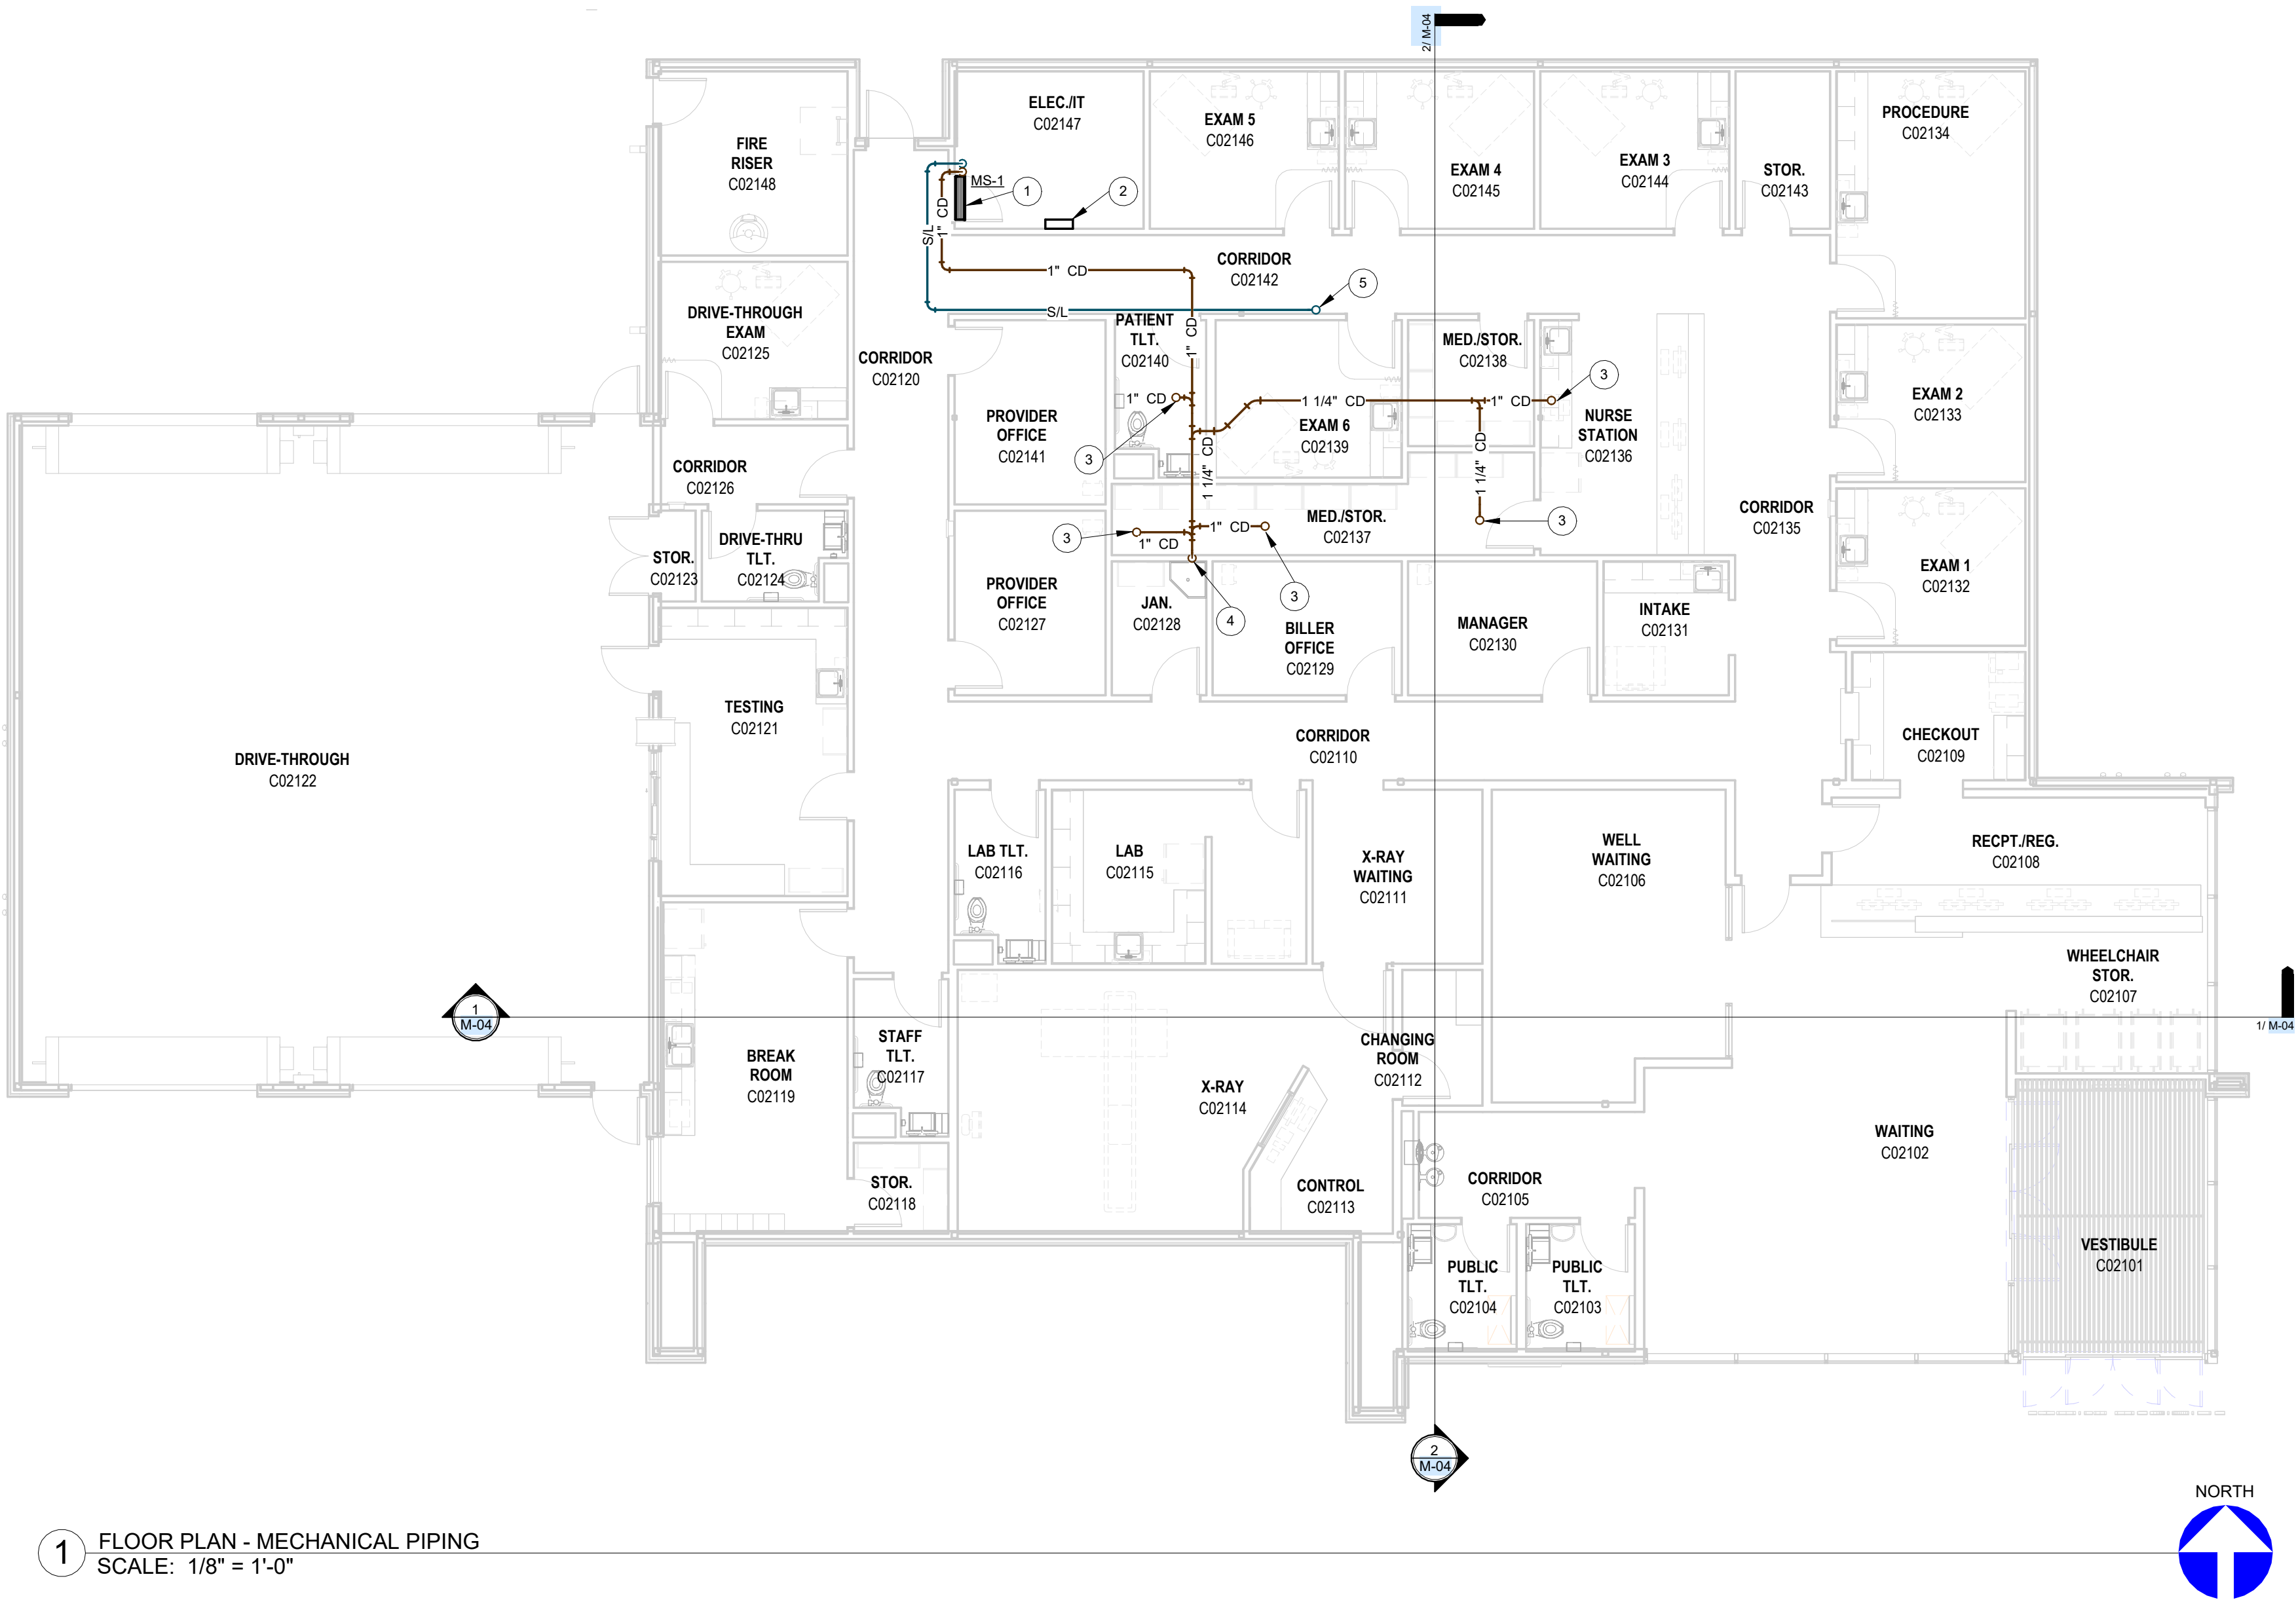 2/ M-04
FIRE
RISER
C02148
ELEC./IT
C02147
EXAM 5
C02146
EXAM 4
C02145
EXAM 3
C02144
STOR.
C02143
PROCEDURE
C02134
MS-1
1
2
S/L
1" CD
1" CD
S/L
CORRIDOR
C02142
5
DRIVE-THROUGH
EXAM
C02125
CORRIDOR
C02120
PATIENT
TLT.
C02140
1" CD
MED./STOR.
C02138
1" CD
1 1/4" CD
1" CD
3
PROVIDER
OFFICE
C02141
3
EXAM 6
C02139
1 1/4" CD
1 1/4" CD
NURSE
STATION
C02136
EXAM 2
C02133
CORRIDOR
C02126
CORRIDOR
C02135
MED./STOR.
C02137
3
3
1" CD
1" CD
DRIVE-THRU
TLT.
C02124
STOR.
C02123
PROVIDER
OFFICE
C02127
JAN.
C02128
3
4
BILLER
OFFICE
C02129
MANAGER
C02130
INTAKE
C02131
EXAM 1
C02132
TESTING
C02121
CORRIDOR
C02110
CHECKOUT
C02109
DRIVE-THROUGH
C02122
LAB TLT.
C02116
LAB
C02115
X-RAY
WAITING
C02111
WELL
WAITING
C02106
RECPT./REG.
C02108
WHEELCHAIR
STOR.
C02107
1
M-04
1/ M-04
BREAK
ROOM
C02119
STAFF
TLT.
C02117
X-RAY
C02114
CHANGING
ROOM
C02112
WAITING
C02102
STOR.
C02118
CONTROL
C02113
CORRIDOR
C02105
VESTIBULE
C02101
PUBLIC
TLT.
C02104
PUBLIC
TLT.
C02103
2
M-04
NORTH
1
FLOOR PLAN - MECHANICAL PIPING
SCALE: 1/8" = 1'-0"